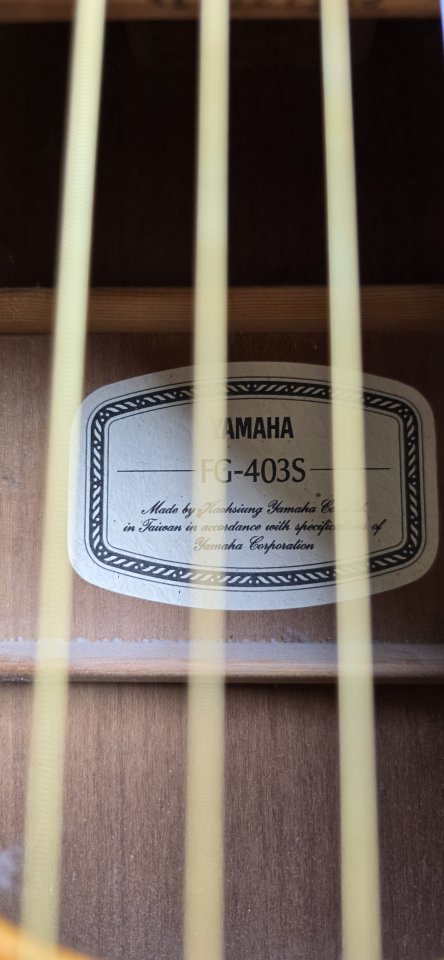 YAMAHA
FG-403S
Made by Kaohsiung Yamaha Co., Ltd.
in Taiwan in accordance with specifications of
Yamaha Corporation